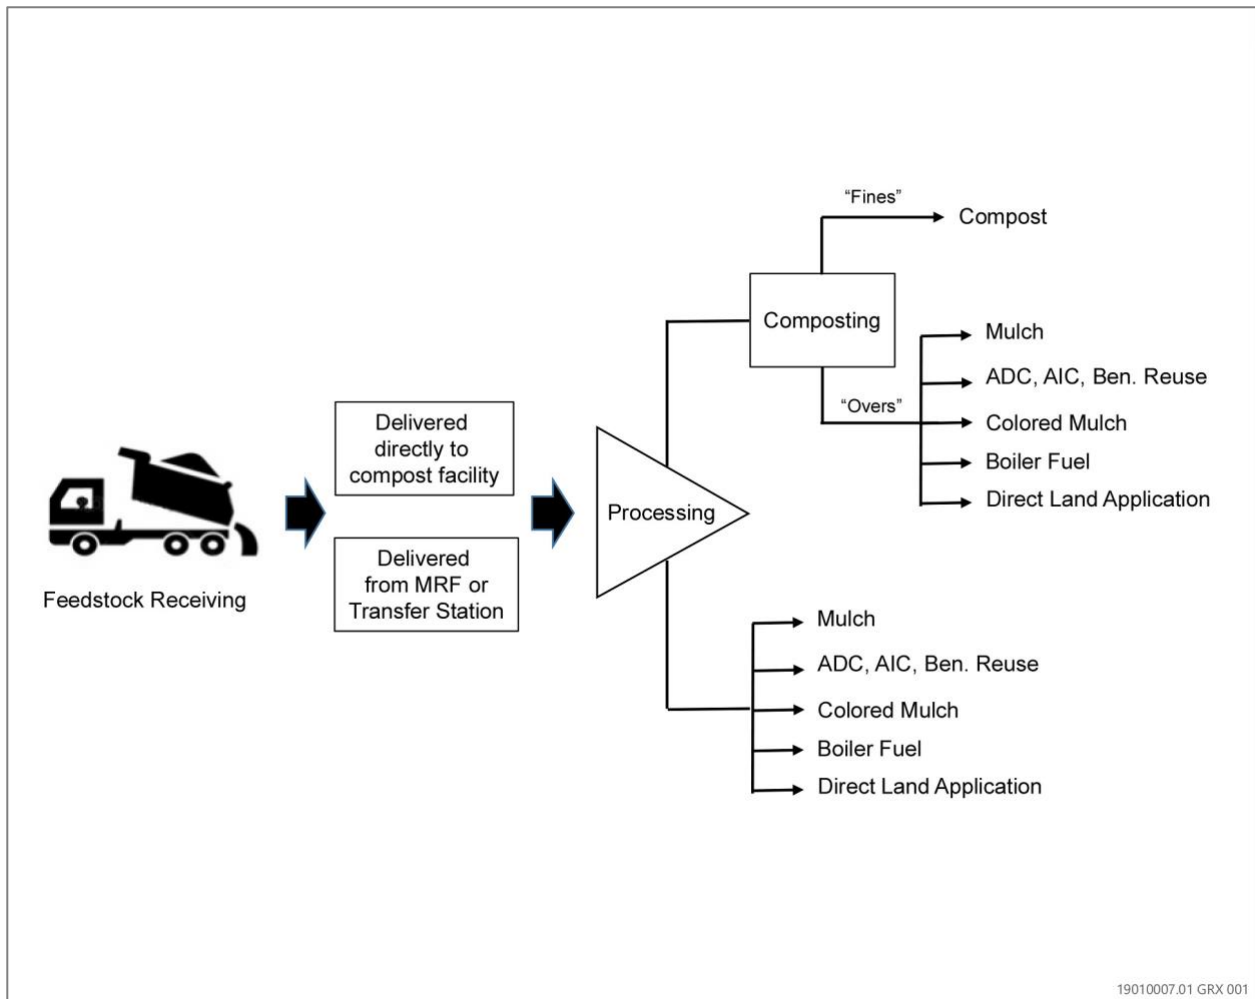 Feedstock Receiving
Delivered
directly to
compost facility
Delivered
from MRF or
Transfer Station
Processing
Composting
“Fines”
Compost
“Overs”
Mulch
ADC, AIC, Ben. Reuse
Colored Mulch
Boiler Fuel
Direct Land Application
Mulch
ADC, AIC, Ben. Reuse
Colored Mulch
Boiler Fuel
Direct Land Application
19010007.01 GRX 001